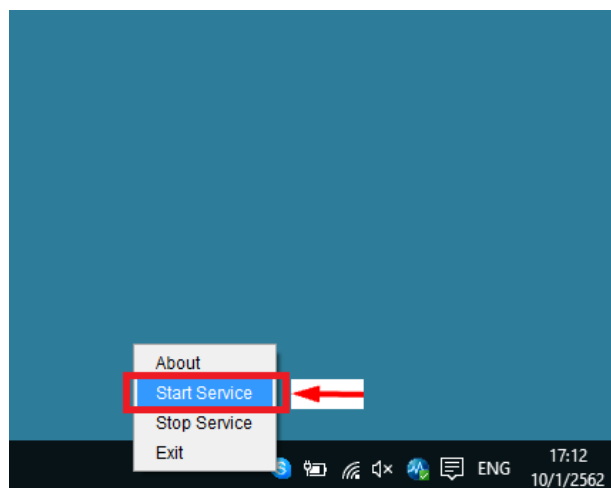 About
Start Service
Stop Service
Exit
ENG
17:12
10/1/2562